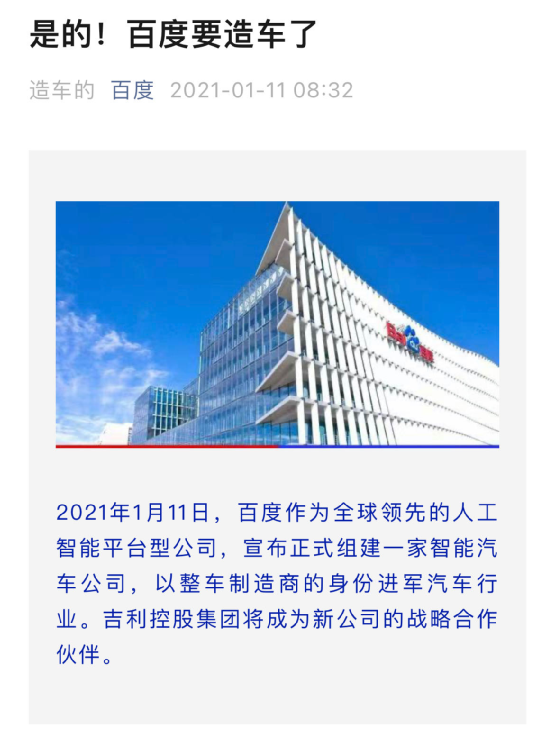 是的！百度要造车了
造车的 百度 2021-01-11 08:32
2021年1月11日，百度作为全球领先的人工
智能平台型公司，宣布正式组建一家智能汽
车公司，以整车制造商的身份进军汽车行
业。吉利控股集团将成为新公司的战略合作
伙伴。